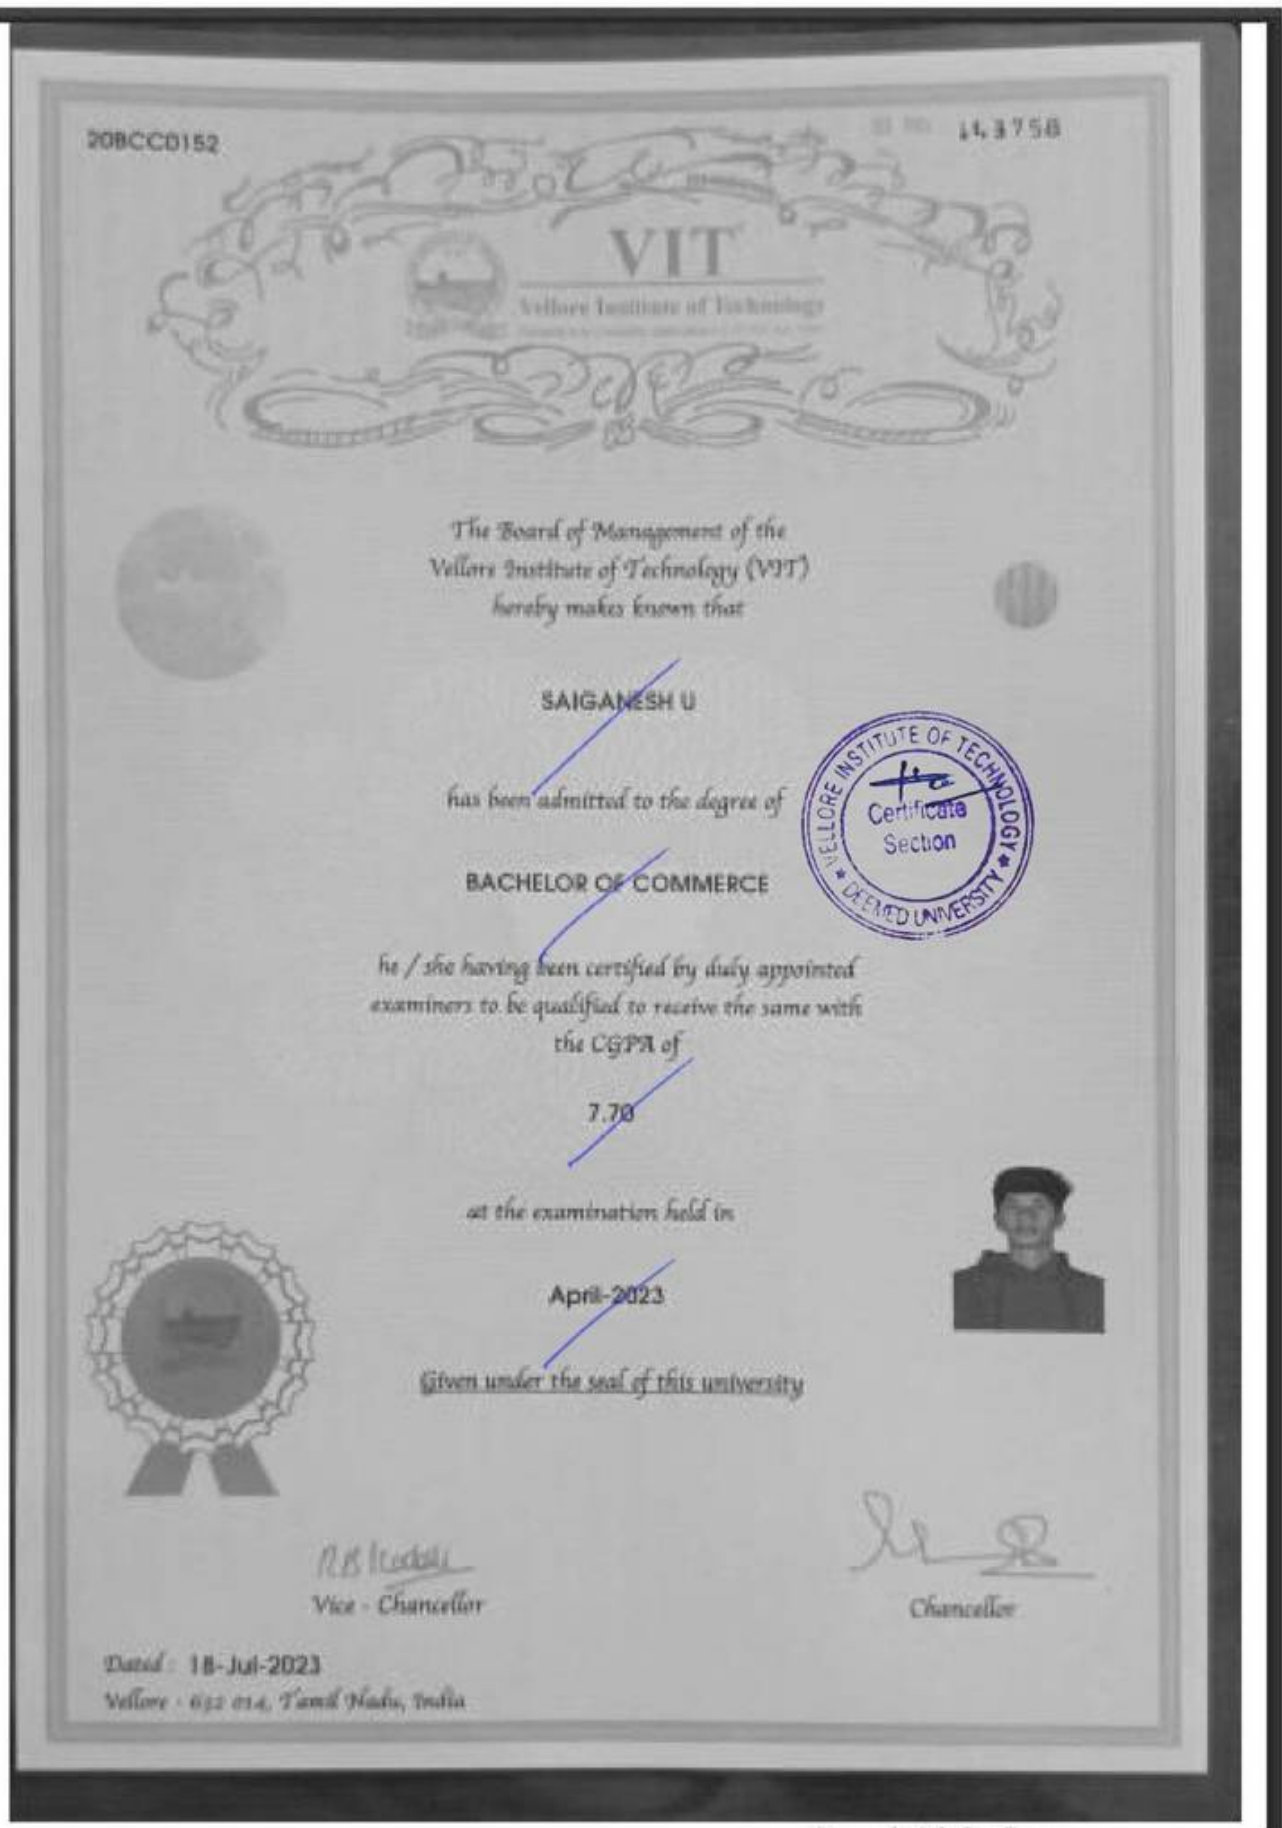 20BCC0152
143758
VIT
Vellore Institute of Technology
The Board of Management of the
Vellore Institute of Technology (VIT)
hereby makes known that
SAIGANESH U
has been admitted to the degree of
VELLORE INSTITUTE OF TECHNOLOGY
Certificate
Section
DEEMED UNIVERSITY
BACHELOR OF COMMERCE
he / she having been certified by duly appointed
examiners to be qualified to receive the same with
the CGPA of
7.70
at the examination held in
April-2023
Given under the seal of this university
Vice - Chancellor
Chancellor
Dated : 18-Jul-2023
Vellore - 632 014, Tamil Nadu, India